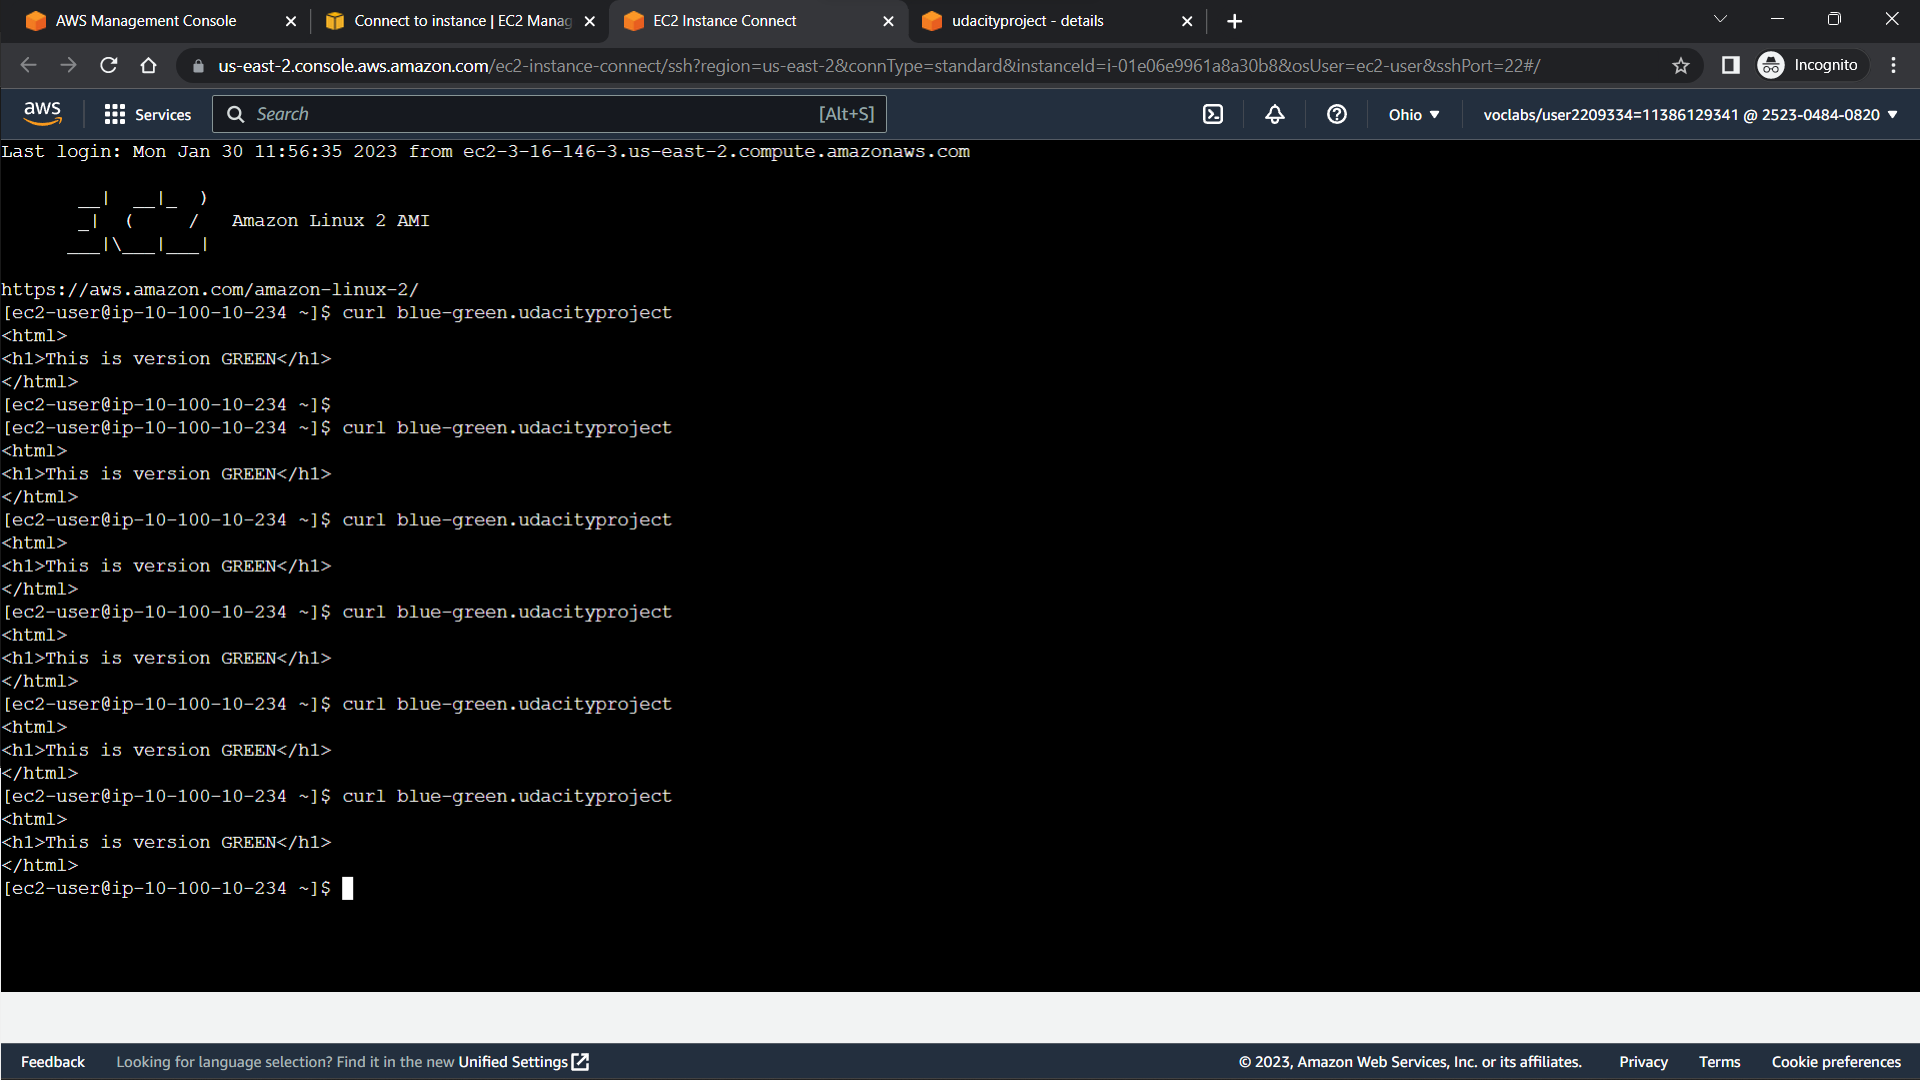 AWS Management Console
Connect to instance | EC2 Manag
EC2 Instance Connect
udacityproject - details
us-east-2.console.aws.amazon.com/ec2-instance-connect/ssh?region=us-east-2&connType=standard&instanceId=i-01e06e9961a8a30b8&osUser=ec2-user&sshPort=22#/
Incognito
aws
Services
Search
[Alt+S]
Ohio
voclabs/user2209334=11386129341 @ 2523-0484-0820
Last login: Mon Jan 30 11:56:35 2023 from ec2-3-16-146-3.us-east-2.compute.amazonaws.com
       __|  __|_  )
       _|  (     /   Amazon Linux 2 AMI
      ___|\___|___|
https://aws.amazon.com/amazon-linux-2/
[ec2-user@ip-10-100-10-234 ~]$ curl blue-green.udacityproject
<html>
<h1>This is version GREEN</h1>
</html>
[ec2-user@ip-10-100-10-234 ~]$
[ec2-user@ip-10-100-10-234 ~]$ curl blue-green.udacityproject
<html>
<h1>This is version GREEN</h1>
</html>
[ec2-user@ip-10-100-10-234 ~]$ curl blue-green.udacityproject
<html>
<h1>This is version GREEN</h1>
</html>
[ec2-user@ip-10-100-10-234 ~]$ curl blue-green.udacityproject
<html>
<h1>This is version GREEN</h1>
</html>
[ec2-user@ip-10-100-10-234 ~]$ curl blue-green.udacityproject
<html>
<h1>This is version GREEN</h1>
</html>
[ec2-user@ip-10-100-10-234 ~]$ curl blue-green.udacityproject
<html>
<h1>This is version GREEN</h1>
</html>
[ec2-user@ip-10-100-10-234 ~]$
Feedback
Looking for language selection? Find it in the new Unified Settings
© 2023, Amazon Web Services, Inc. or its affiliates.
Privacy
Terms
Cookie preferences